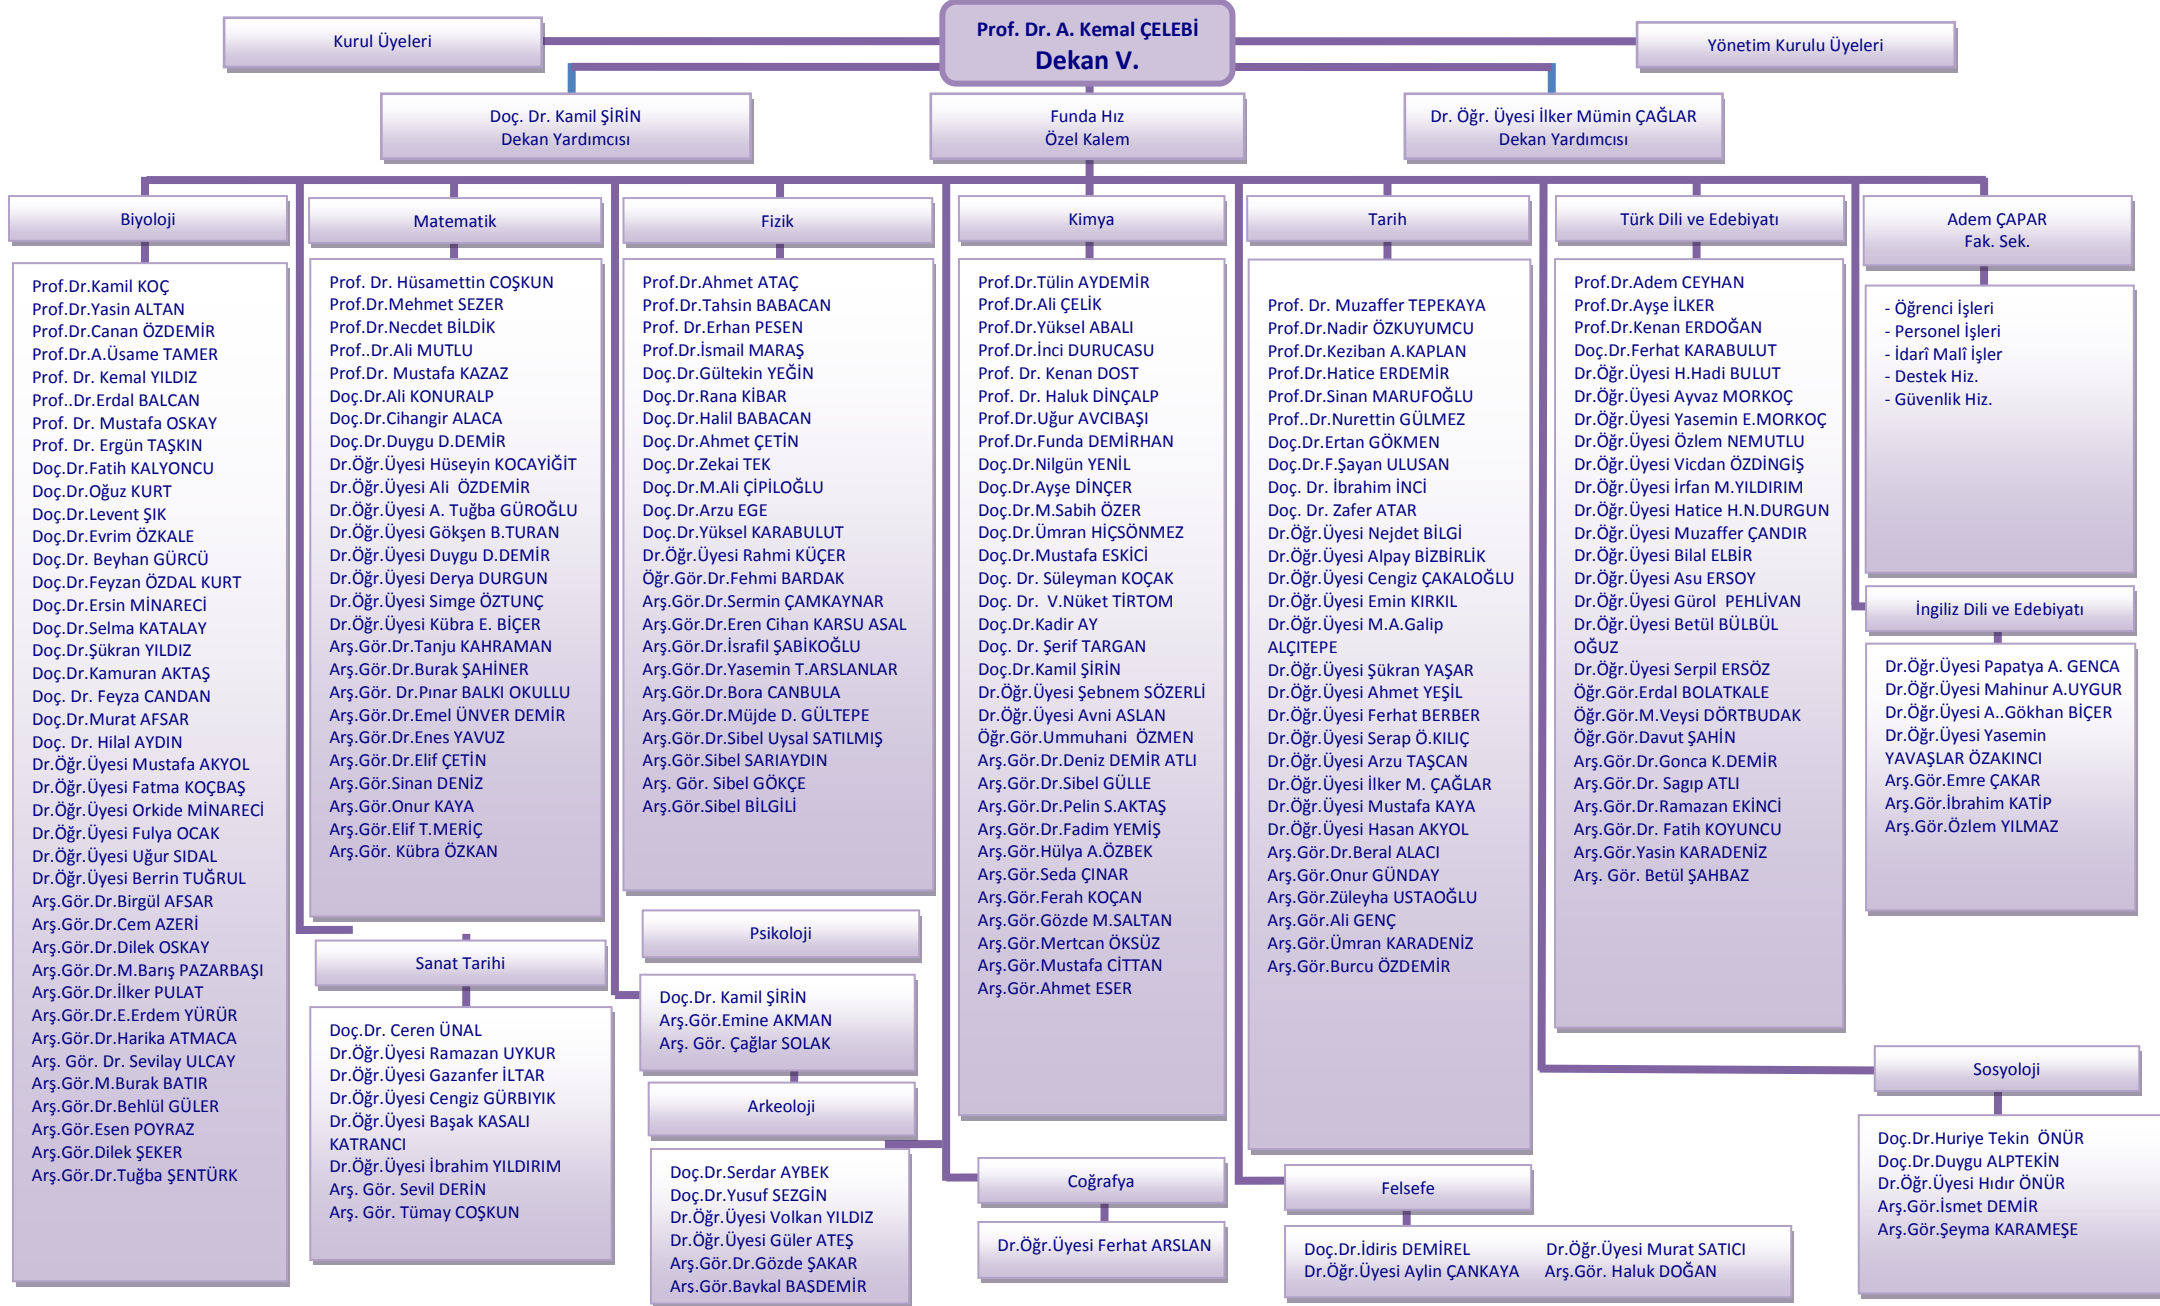 Prof. Dr. A. Kemal ÇELEBİ
Dekan V.
Kurul Üyeleri
Yönetim Kurulu Üyeleri
Doç. Dr. Kamil ŞİRİN
Dekan Yardımcısı
Funda Hız
Özel Kalem
Dr. Öğr. Üyesi İlker Mümin ÇAĞLAR
Dekan Yardımcısı
Biyoloji
Prof.Dr.Kamil KOÇ
Prof.Dr.Yasin ALTAN
Prof.Dr.Canan ÖZDEMİR
Prof.Dr.A.Üsame TAMER
Prof. Dr. Kemal YILDIZ
Prof..Dr.Erdal BALCAN
Prof. Dr. Mustafa OSKAY
Prof. Dr. Ergün TAŞKIN
Doç.Dr.Fatih KALYONCU
Doç.Dr.Oğuz KURT
Doç.Dr.Levent ŞIK
Doç.Dr.Evrim ÖZKALE
Doç.Dr. Beyhan GÜRCÜ
Doç.Dr.Feyzan ÖZDAL KURT
Doç.Dr.Ersin MİNARECİ
Doç.Dr.Selma KATALAY
Doç.Dr.Şükran YILDIZ
Doç.Dr.Kamuran AKTAŞ
Doç. Dr. Feyza CANDAN
Doç.Dr.Murat AFSAR
Doç. Dr. Hilal AYDIN
Dr.Öğr.Üyesi Mustafa AKYOL
Dr.Öğr.Üyesi Fatma KOÇBAŞ
Dr.Öğr.Üyesi Orkide MİNARECİ
Dr.Öğr.Üyesi Fulya OCAK
Dr.Öğr.Üyesi Uğur SIDAL
Dr.Öğr.Üyesi Berrin TUĞRUL
Arş.Gör.Dr.Birgül AFSAR
Arş.Gör.Dr.Cem AZERİ
Arş.Gör.Dr.Dilek OSKAY
Arş.Gör.Dr.M.Barış PAZARBAŞI
Arş.Gör.Dr.İlker PULAT
Arş.Gör.Dr.E.Erdem YÜRÜR
Arş.Gör.Dr.Harika ATMACA
Arş. Gör. Dr. Sevilay ULCAY
Arş.Gör.M.Burak BATIR
Arş.Gör.Dr.Behlül GÜLER
Arş.Gör.Esen POYRAZ
Arş.Gör.Dilek ŞEKER
Arş.Gör.Dr.Tuğba ŞENTÜRK
Matematik
Prof. Dr. Hüsamettin COŞKUN
Prof.Dr.Mehmet SEZER
Prof.Dr.Necdet BİLDİK
Prof..Dr.Ali MUTLU
Prof.Dr. Mustafa KAZAZ
Doç.Dr.Ali KONURALP
Doç.Dr.Cihangir ALACA
Doç.Dr.Duygu D.DEMİR
Dr.Öğr.Üyesi Hüseyin KOCAYİĞİT
Dr.Öğr.Üyesi Ali  ÖZDEMİR
Dr.Öğr.Üyesi A. Tuğba GÜROĞLU
Dr.Öğr.Üyesi Gökşen B.TURAN
Dr.Öğr.Üyesi Duygu D.DEMİR
Dr.Öğr.Üyesi Derya DURGUN
Dr.Öğr.Üyesi Simge ÖZTUNÇ
Dr.Öğr.Üyesi Kübra E. BİÇER
Arş.Gör.Dr.Tanju KAHRAMAN
Arş.Gör.Dr.Burak ŞAHİNER
Arş.Gör. Dr.Pınar BALKI OKULLU
Arş.Gör.Dr.Emel ÜNVER DEMİR
Arş.Gör.Dr.Enes YAVUZ
Arş.Gör.Dr.Elif ÇETİN
Arş.Gör.Sinan DENİZ
Arş.Gör.Onur KAYA
Arş.Gör.Elif T.MERİÇ
Arş.Gör. Kübra ÖZKAN
Sanat Tarihi
Doç.Dr. Ceren ÜNAL
Dr.Öğr.Üyesi Ramazan UYKUR
Dr.Öğr.Üyesi Gazanfer İLTAR
Dr.Öğr.Üyesi Cengiz GÜRBIYIK
Dr.Öğr.Üyesi Başak KASALI
KATRANCI
Dr.Öğr.Üyesi İbrahim YILDIRIM
Arş. Gör. Sevil DERİN
Arş. Gör. Tümay COŞKUN
Fizik
Prof.Dr.Ahmet ATAÇ
Prof.Dr.Tahsin BABACAN
Prof. Dr.Erhan PESEN
Prof.Dr.İsmail MARAŞ
Doç.Dr.Gültekin YEĞİN
Doç.Dr.Rana KİBAR
Doç.Dr.Halil BABACAN
Doç.Dr.Ahmet ÇETİN
Doç.Dr.Zekai TEK
Doç.Dr.M.Ali ÇİPİLOĞLU
Doç.Dr.Arzu EGE
Doç.Dr.Yüksel KARABULUT
Dr.Öğr.Üyesi Rahmi KÜÇER
Öğr.Gör.Dr.Fehmi BARDAK
Arş.Gör.Dr.Sermin ÇAMKAYNAR
Arş.Gör.Dr.Eren Cihan KARSU ASAL
Arş.Gör.Dr.İsrafil ŞABİKOĞLU
Arş.Gör.Dr.Yasemin T.ARSLANLAR
Arş.Gör.Dr.Bora CANBULA
Arş.Gör.Dr.Müjde D. GÜLTEPE
Arş.Gör.Dr.Sibel Uysal SATILMIŞ
Arş.Gör.Sibel SARIAYDIN
Arş. Gör. Sibel GÖKÇE
Arş.Gör.Sibel BİLGİLİ
Psikoloji
Doç.Dr. Kamil ŞİRİN
Arş.Gör.Emine AKMAN
Arş. Gör. Çağlar SOLAK
Arkeoloji
Doç.Dr.Serdar AYBEK
Doç.Dr.Yusuf SEZGİN
Dr.Öğr.Üyesi Volkan YILDIZ
Dr.Öğr.Üyesi Güler ATEŞ
Arş.Gör.Dr.Gözde ŞAKAR
Arş.Gör.Baykal BAŞDEMİR
Kimya
Prof.Dr.Tülin AYDEMİR
Prof.Dr.Ali ÇELİK
Prof.Dr.Yüksel ABALI
Prof.Dr.İnci DURUCASU
Prof. Dr. Kenan DOST
Prof. Dr. Haluk DİNÇALP
Prof.Dr.Uğur AVCIBAŞI
Prof.Dr.Funda DEMİRHAN
Doç.Dr.Nilgün YENİL
Doç.Dr.Ayşe DİNÇER
Doç.Dr.M.Sabih ÖZER
Doç.Dr.Ümran HİÇSÖNMEZ
Doç.Dr.Mustafa ESKİCİ
Doç. Dr. Süleyman KOÇAK
Doç. Dr.  V.Nüket TİRTOM
Doç.Dr.Kadir AY
Doç. Dr. Şerif TARGAN
Doç.Dr.Kamil ŞİRİN
Dr.Öğr.Üyesi Şebnem SÖZERLİ
Dr.Öğr.Üyesi Avni ASLAN
Öğr.Gör.Ummuhani  ÖZMEN
Arş.Gör.Dr.Deniz DEMİR ATLI
Arş.Gör.Dr.Sibel GÜLLE
Arş.Gör.Dr.Pelin S.AKTAŞ
Arş.Gör.Dr.Fadim YEMİŞ
Arş.Gör.Hülya A.ÖZBEK
Arş.Gör.Seda ÇINAR
Arş.Gör.Ferah KOÇAN
Arş.Gör.Gözde M.SALTAN
Arş.Gör.Mertcan ÖKSÜZ
Arş.Gör.Mustafa CİTTAN
Arş.Gör.Ahmet ESER
Coğrafya
Dr.Öğr.Üyesi Ferhat ARSLAN
Tarih
Prof. Dr. Muzaffer TEPEKAYA
Prof.Dr.Nadir ÖZKUYUMCU
Prof.Dr.Keziban A.KAPLAN
Prof.Dr.Hatice ERDEMİR
Prof.Dr.Sinan MARUFOĞLU
Prof..Dr.Nurettin GÜLMEZ
Doç.Dr.Ertan GÖKMEN
Doç.Dr.F.Şayan ULUSAN
Doç. Dr. İbrahim İNCİ
Doç. Dr. Zafer ATAR
Dr.Öğr.Üyesi Nejdet BİLGİ
Dr.Öğr.Üyesi Alpay BİZBİRLİK
Dr.Öğr.Üyesi Cengiz ÇAKALOĞLU
Dr.Öğr.Üyesi Emin KIRKIL
Dr.Öğr.Üyesi M.A.Galip
ALÇITEPE
Dr.Öğr.Üyesi Şükran YAŞAR
Dr.Öğr.Üyesi Ahmet YEŞİL
Dr.Öğr.Üyesi Ferhat BERBER
Dr.Öğr.Üyesi Serap Ö.KILIÇ
Dr.Öğr.Üyesi Arzu TAŞCAN
Dr.Öğr.Üyesi İlker M. ÇAĞLAR
Dr.Öğr.Üyesi Mustafa KAYA
Dr.Öğr.Üyesi Hasan AKYOL
Arş.Gör.Dr.Beral ALACI
Arş.Gör.Onur GÜNDAY
Arş.Gör.Züleyha USTAOĞLU
Arş.Gör.Ali GENÇ
Arş.Gör.Ümran KARADENİZ
Arş.Gör.Burcu ÖZDEMİR
Felsefe
Doç.Dr.İdiris DEMİREL
Dr.Öğr.Üyesi Aylin ÇANKAYA
Dr.Öğr.Üyesi Murat SATICI
Arş.Gör. Haluk DOĞAN
Türk Dili ve Edebiyatı
Prof.Dr.Adem CEYHAN
Prof.Dr.Ayşe İLKER
Prof.Dr.Kenan ERDOĞAN
Doç.Dr.Ferhat KARABULUT
Dr.Öğr.Üyesi H.Hadi BULUT
Dr.Öğr.Üyesi Ayvaz MORKOÇ
Dr.Öğr.Üyesi Yasemin E.MORKOÇ
Dr.Öğr.Üyesi Özlem NEMUTLU
Dr.Öğr.Üyesi Vicdan ÖZDİNGİŞ
Dr.Öğr.Üyesi İrfan M.YILDIRIM
Dr.Öğr.Üyesi Hatice H.N.DURGUN
Dr.Öğr.Üyesi Muzaffer ÇANDIR
Dr.Öğr.Üyesi Bilal ELBİR
Dr.Öğr.Üyesi Asu ERSOY
Dr.Öğr.Üyesi Gürol  PEHLİVAN
Dr.Öğr.Üyesi Betül BÜLBÜL
OĞUZ
Dr.Öğr.Üyesi Serpil ERSÖZ
Öğr.Gör.Erdal BOLATKALE
Öğr.Gör.M.Veysi DÖRTBUDAK
Öğr.Gör.Davut ŞAHİN
Arş.Gör.Dr.Gonca K.DEMİR
Arş.Gör.Dr. Sagıp ATLI
Arş.Gör.Dr.Ramazan EKİNCİ
Arş.Gör.Dr. Fatih KOYUNCU
Arş.Gör.Yasin KARADENİZ
Arş. Gör. Betül ŞAHBAZ
Adem ÇAPAR
Fak. Sek.
- Öğrenci İşleri
- Personel İşleri
- İdarî Malî İşler
- Destek Hiz.
- Güvenlik Hiz.
İngiliz Dili ve Edebiyatı
Dr.Öğr.Üyesi Papatya A. GENCA
Dr.Öğr.Üyesi Mahinur A.UYGUR
Dr.Öğr.Üyesi A..Gökhan BİÇER
Dr.Öğr.Üyesi Yasemin
YAVAŞLAR ÖZAKINCI
Arş.Gör.Emre ÇAKAR
Arş.Gör.İbrahim KATİP
Arş.Gör.Özlem YILMAZ
Sosyoloji
Doç.Dr.Huriye Tekin  ÖNÜR
Doç.Dr.Duygu ALPTEKİN
Dr.Öğr.Üyesi Hıdır ÖNÜR
Arş.Gör.İsmet DEMİR
Arş.Gör.Şeyma KARAMEŞE